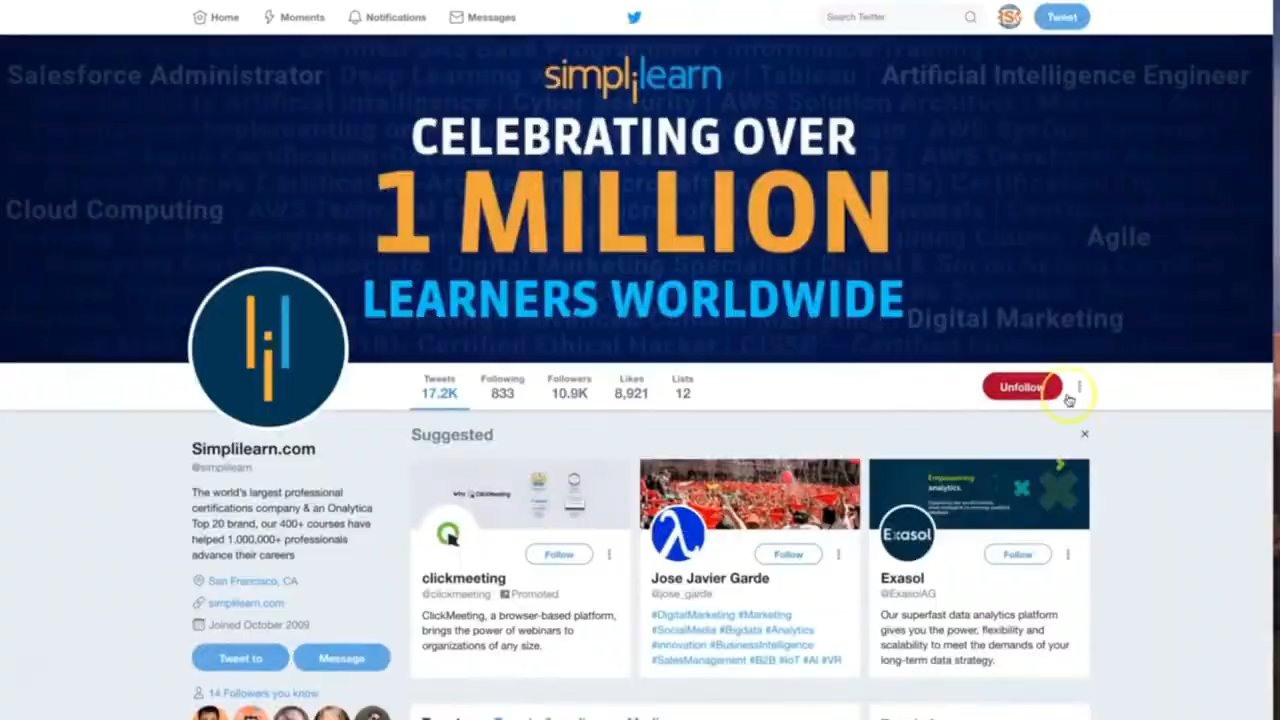 Home
Moments
Notifications
Messages
Search Twitter
Tweet
simplilearn
CELEBRATING OVER
1 MILLION
LEARNERS WORLDWIDE
Salesforce Administrator
Artificial Intelligence Engineer
Cloud Computing
Agile
Digital Marketing
Tweets
17.2K
Following
833
Followers
10.9K
Likes
8,921
Lists
12
Unfollow
Simplilearn.com
@simplilearn
The world's largest professional
certifications company & an Onalytica
Top 20 brand, our 400+ courses have
helped 1,000,000+ professionals
advance their careers
San Francisco, CA
simplilearn.com
Joined October 2009
Tweet to
Message
14 Followers you know
Suggested
Follow
clickmeeting
@clickmeeting Promoted
ClickMeeting, a browser-based platform,
brings the power of webinars to
organizations of any size.
Follow
Jose Javier Garde
@jose_garde
#DigitalMarketing #Marketing
#SocialMedia #Bigdata #Analytics
#innovation #BusinessIntelligence
#SalesManagement #B2B #IoT #AI #VR
Empowering
analytics.
Exasol
Follow
Exasol
@ExasolAG
Our superfast data analytics platform
gives you the power, flexibility and
scalability to meet the demands of your
long-term data strategy.